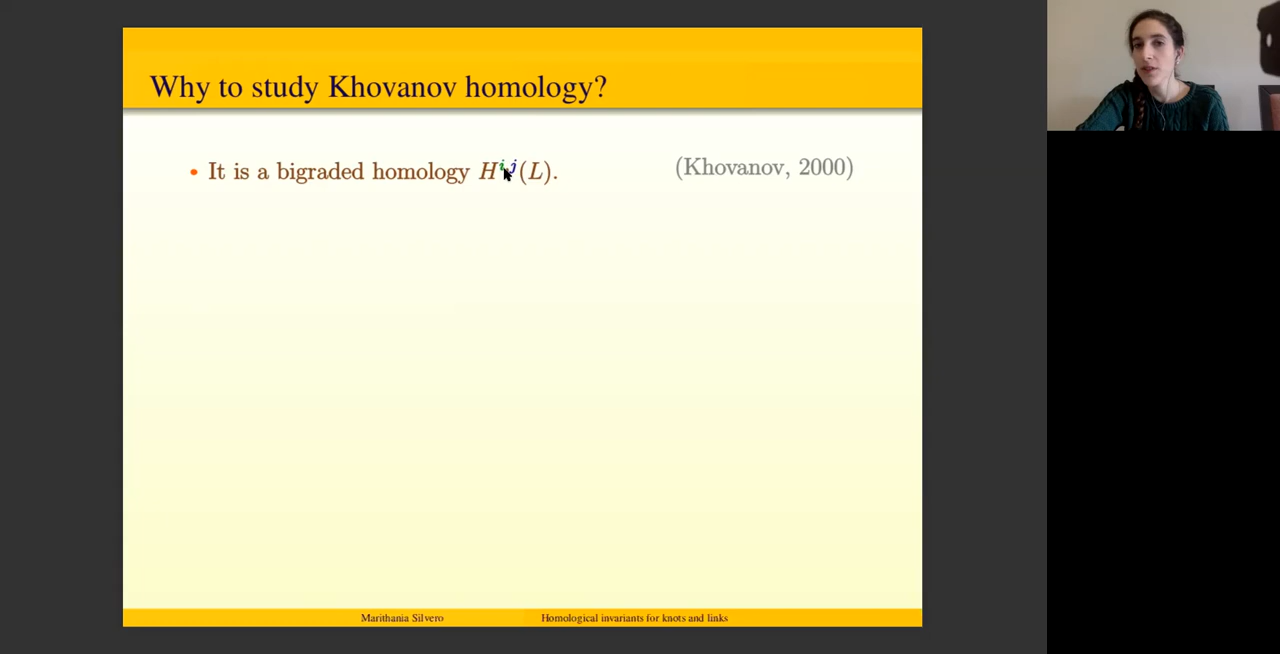 Why to study Khovanov homology?
• It is a bigraded homology H^{i,j}(L). (Khovanov, 2000)
Marithania Silvero Homological invariants for knots and links